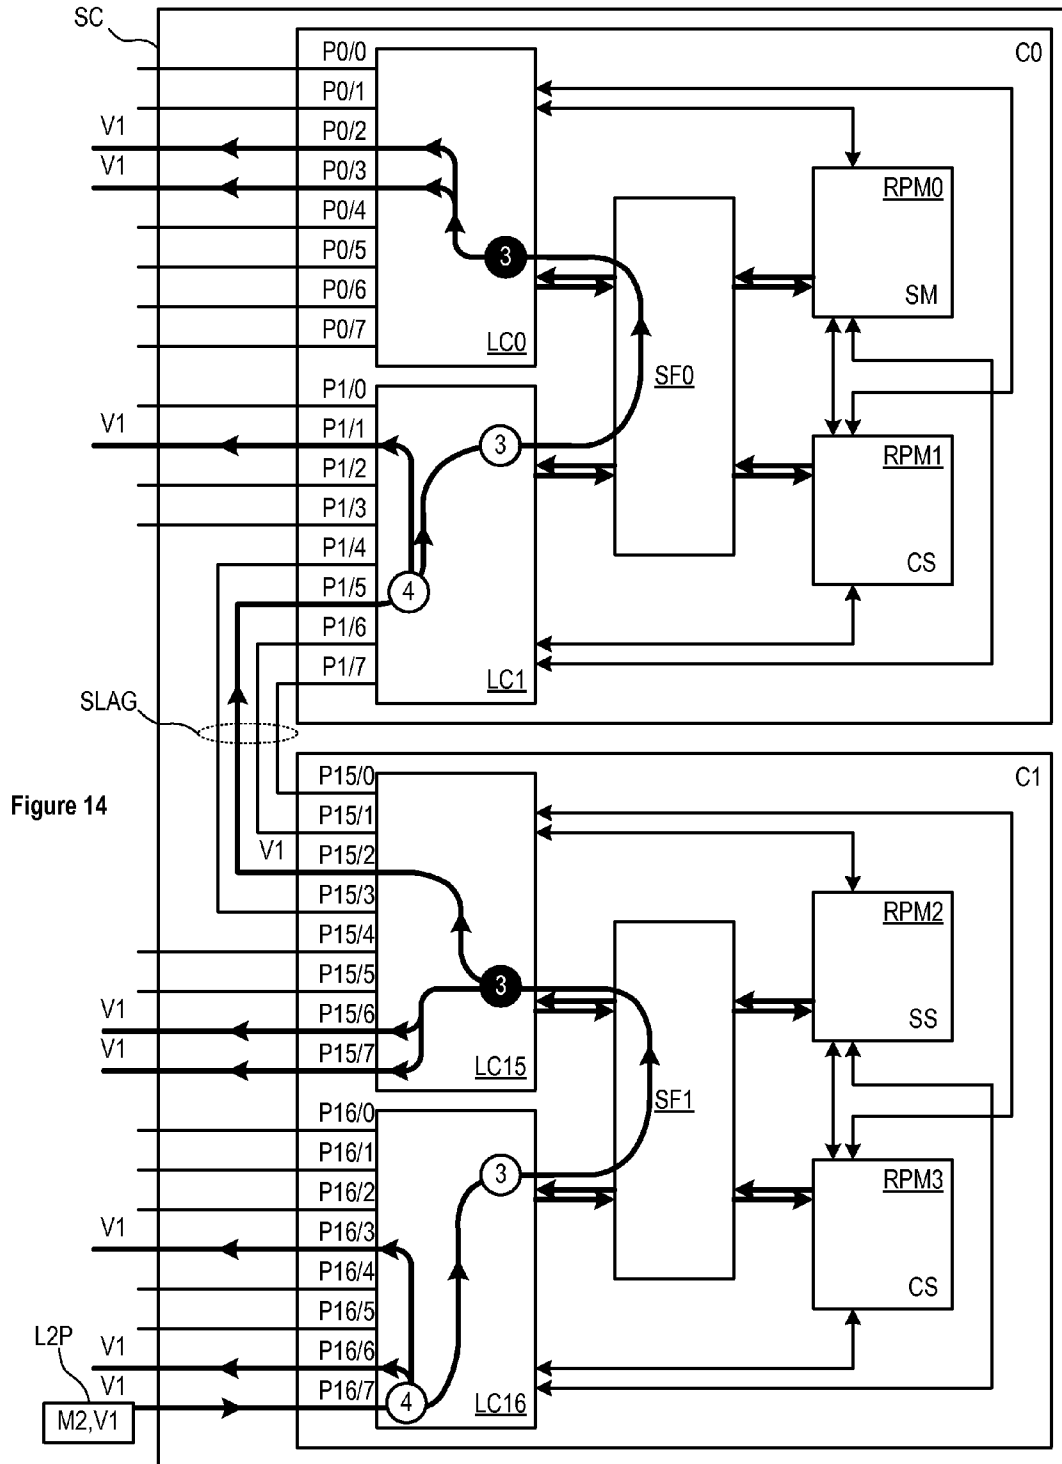 SC
C0
P0/0
P0/1
V1
P0/2
V1
P0/3
P0/4
P0/5
P0/6
P0/7
3
LC0
SF0
RPM0
SM
P1/0
V1
P1/1
P1/2
P1/3
P1/4
P1/5
P1/6
P1/7
3
4
LC1
RPM1
CS
SLAG
Figure 14
C1
P15/0
P15/1
V1
P15/2
P15/3
P15/4
P15/5
V1
P15/6
V1
P15/7
3
LC15
SF1
RPM2
SS
P16/0
P16/1
P16/2
V1
P16/3
P16/4
P16/5
V1
P16/6
V1
P16/7
3
4
LC16
RPM3
CS
L2P
M2,V1